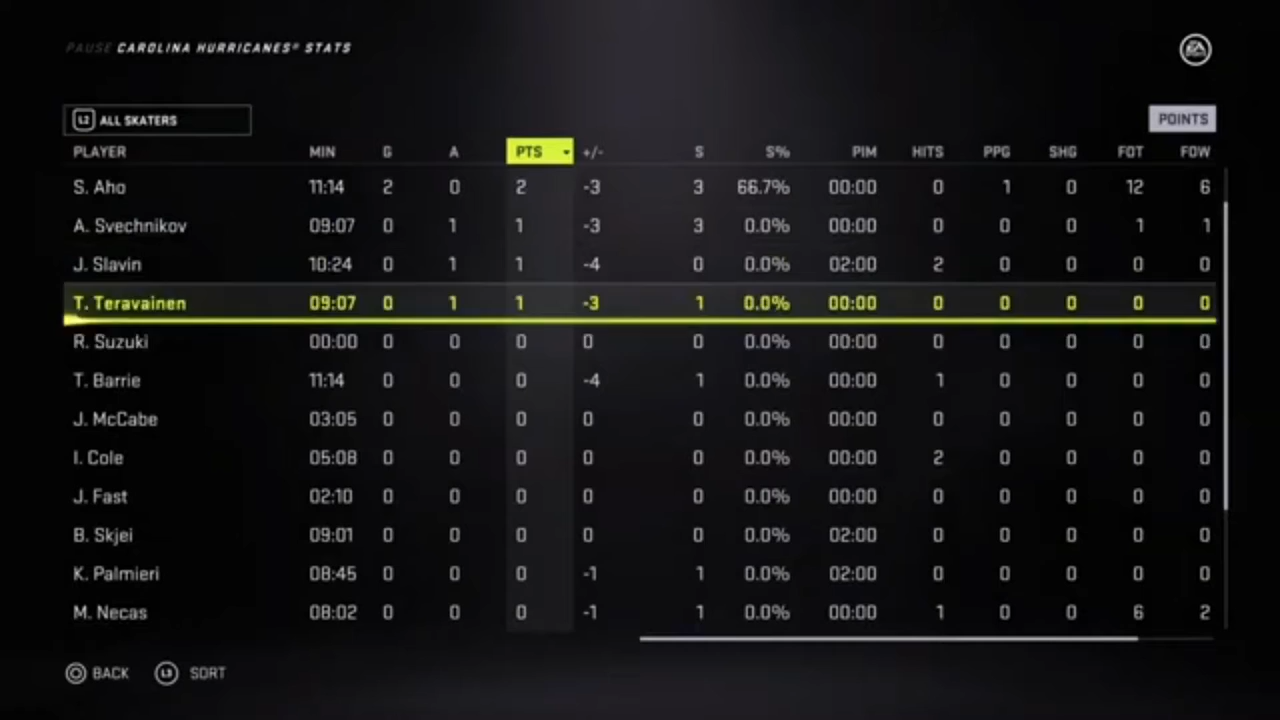 PAUSE CAROLINA HURRICANES® STATS
EA SPORTS
L2 ALL SKATERS
POINTS
PLAYER MIN G A PTS +/- S S% PIM HITS PPG SHG FOT FOW
S. Aho 11:14 2 0 2 -3 3 66.7% 00:00 0 1 0 12 6
A. Svechnikov 09:07 0 1 1 -3 3 0.0% 00:00 0 0 0 1 1
J. Slavin 10:24 0 1 1 -4 0 0.0% 02:00 2 0 0 0 0
T. Teravainen 09:07 0 1 1 -3 1 0.0% 00:00 0 0 0 0 0
R. Suzuki 00:00 0 0 0 0 0 0.0% 00:00 0 0 0 0 0
T. Barrie 11:14 0 0 0 -4 1 0.0% 00:00 1 0 0 0 0
J. McCabe 03:05 0 0 0 0 0 0.0% 00:00 0 0 0 0 0
I. Cole 05:08 0 0 0 0 0 0.0% 00:00 2 0 0 0 0
J. Fast 02:10 0 0 0 0 0 0.0% 00:00 0 0 0 0 0
B. Skjei 09:01 0 0 0 0 0 0.0% 02:00 0 0 0 0 0
K. Palmieri 08:45 0 0 0 -1 1 0.0% 02:00 0 0 0 0 0
M. Necas 08:02 0 0 0 -1 1 0.0% 00:00 1 0 0 6 2
BACK L3 SORT